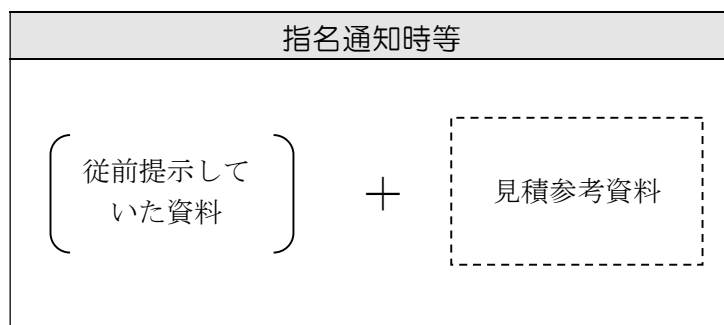 指名通知時等
従前提示して
いた資料
＋
見積参考資料